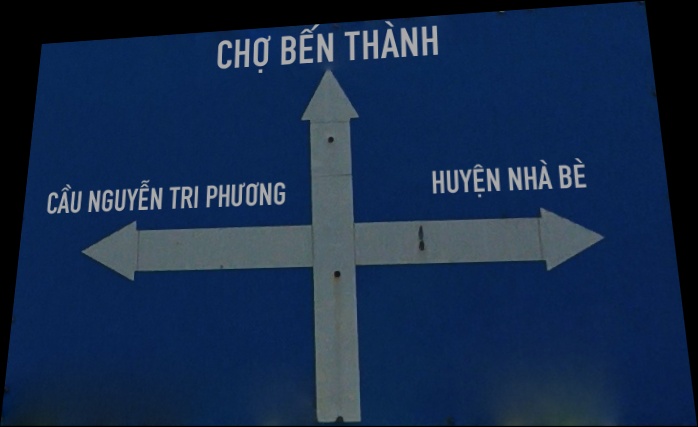 CHỢ BẾN THÀNH
CẦU NGUYỄN TRI PHƯƠNG
HUYỆN NHÀ BÈ